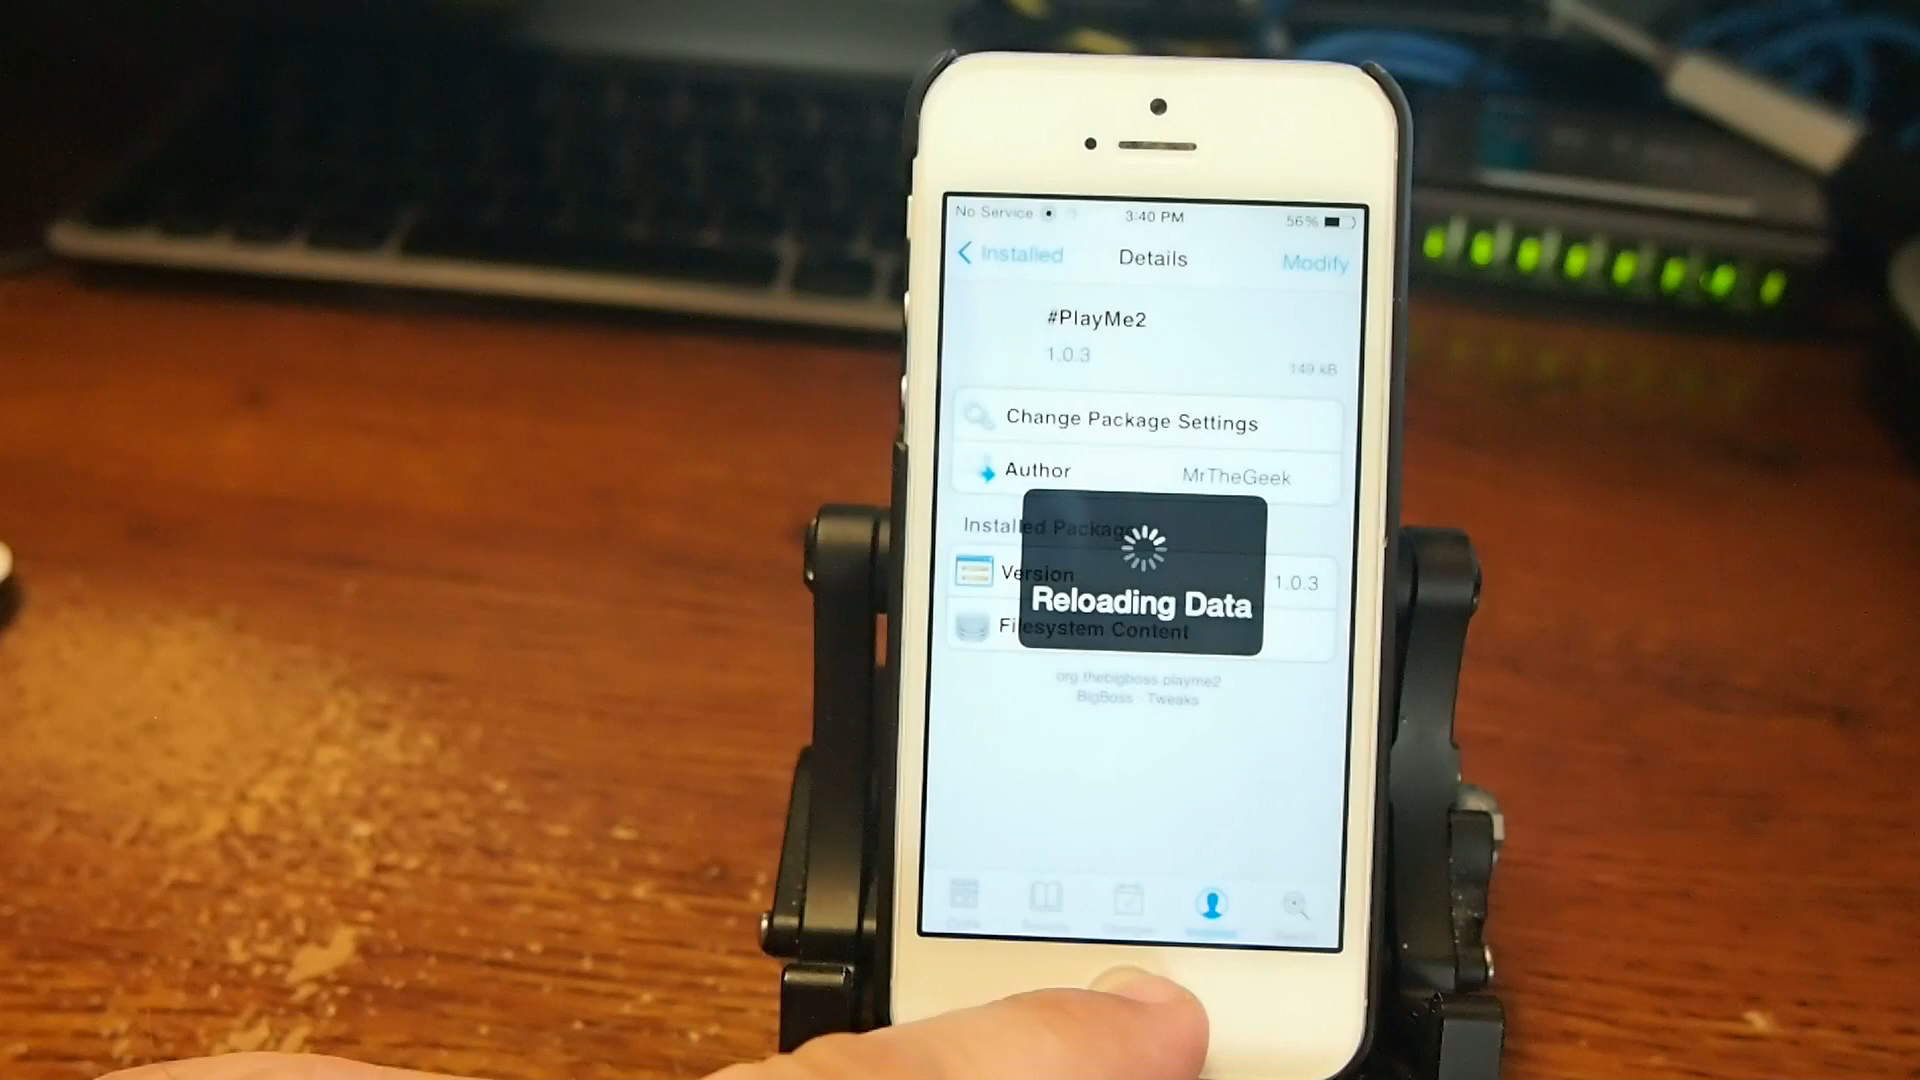 No Service 3:40 PM 56%
Installed Details Modify
#PlayMe2
1.0.3
149 kB
Change Package Settings
Author MrTheGeek
Installed Package
Version 1.0.3
Reloading Data
Filesystem Content
org.thebigboss.playme2
BigBoss Tweaks